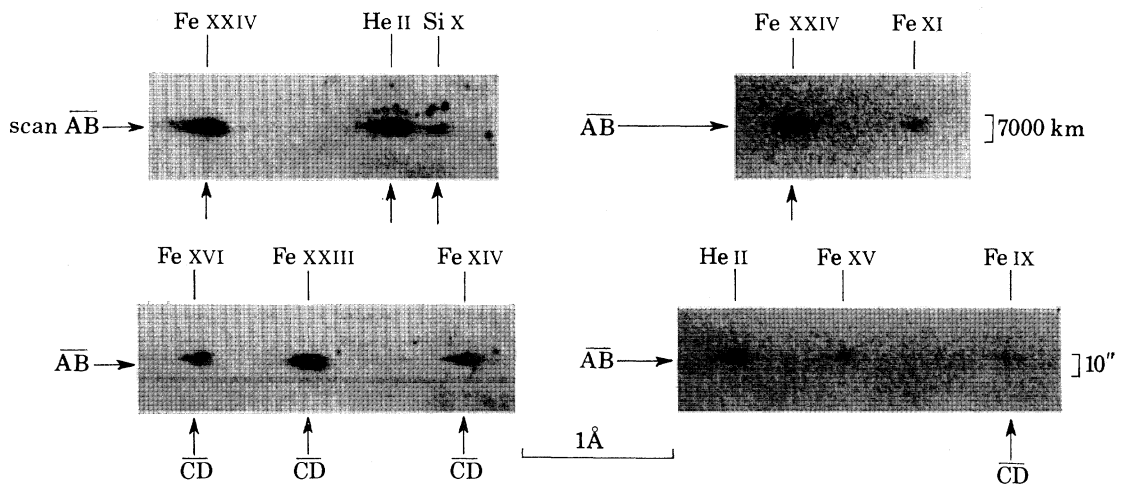 Fe XXIV He II Si X
scan AB
Fe XXIV Fe XI
AB
7000 km
Fe XVI Fe XXIII Fe XIV
AB
CD CD CD
1Å
He II Fe XV Fe IX
AB
10″
CD